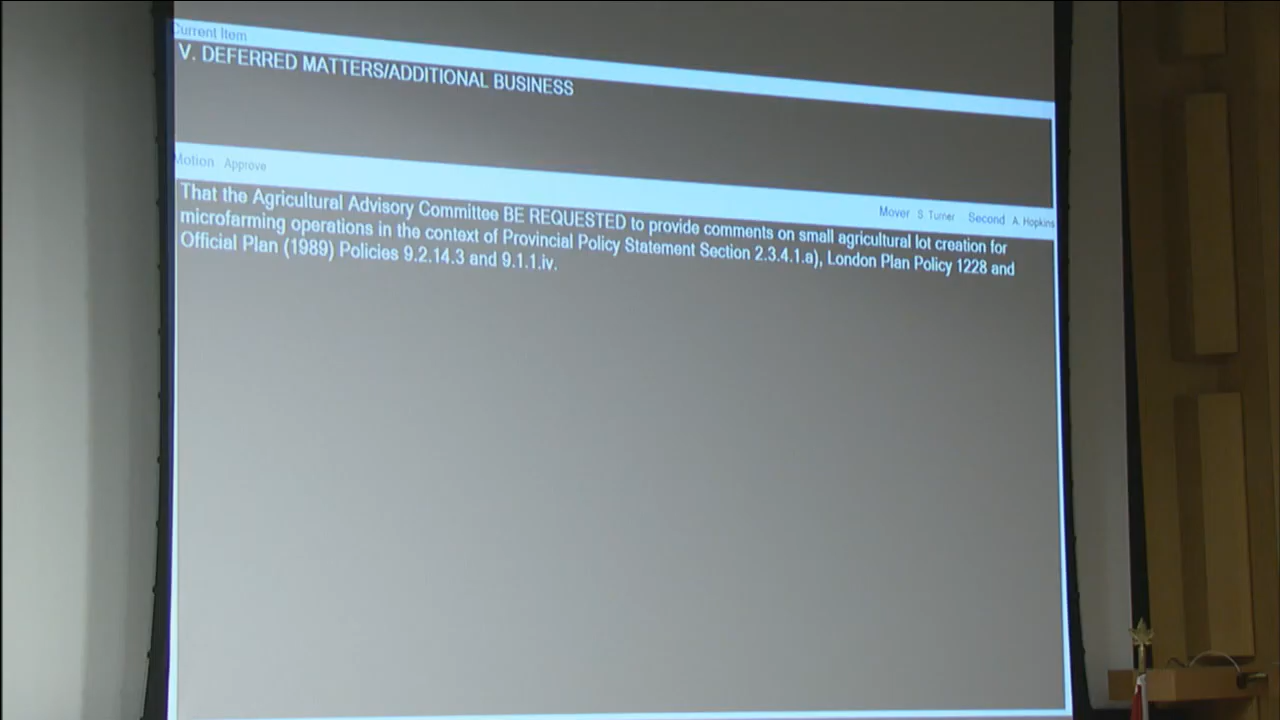 Current Item
V. DEFERRED MATTERS/ADDITIONAL BUSINESS
Motion Approve
Mover S Turner Second A. Hopkins
That the Agricultural Advisory Committee BE REQUESTED to provide comments on small agricultural lot creation for
microfarming operations in the context of Provincial Policy Statement Section 2.3.4.1.a), London Plan Policy 1228 and
Official Plan (1989) Policies 9.2.14.3 and 9.1.1.iv.